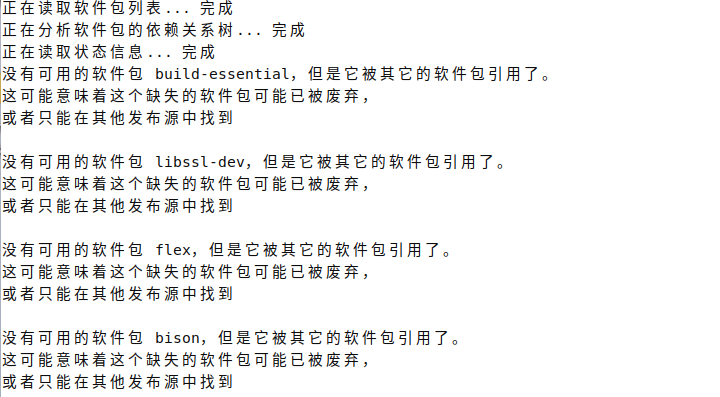 正在读取软件包列表... 完成
正在分析软件包的依赖关系树... 完成
正在读取状态信息... 完成
没有可用的软件包 build-essential，但是它被其它的软件包引用了。
这可能意味着这个缺失的软件包可能已被废弃，
或者只能在其他发布源中找到
没有可用的软件包 libssl-dev，但是它被其它的软件包引用了。
这可能意味着这个缺失的软件包可能已被废弃，
或者只能在其他发布源中找到
没有可用的软件包 flex，但是它被其它的软件包引用了。
这可能意味着这个缺失的软件包可能已被废弃，
或者只能在其他发布源中找到
没有可用的软件包 bison，但是它被其它的软件包引用了。
这可能意味着这个缺失的软件包可能已被废弃，
或者只能在其他发布源中找到